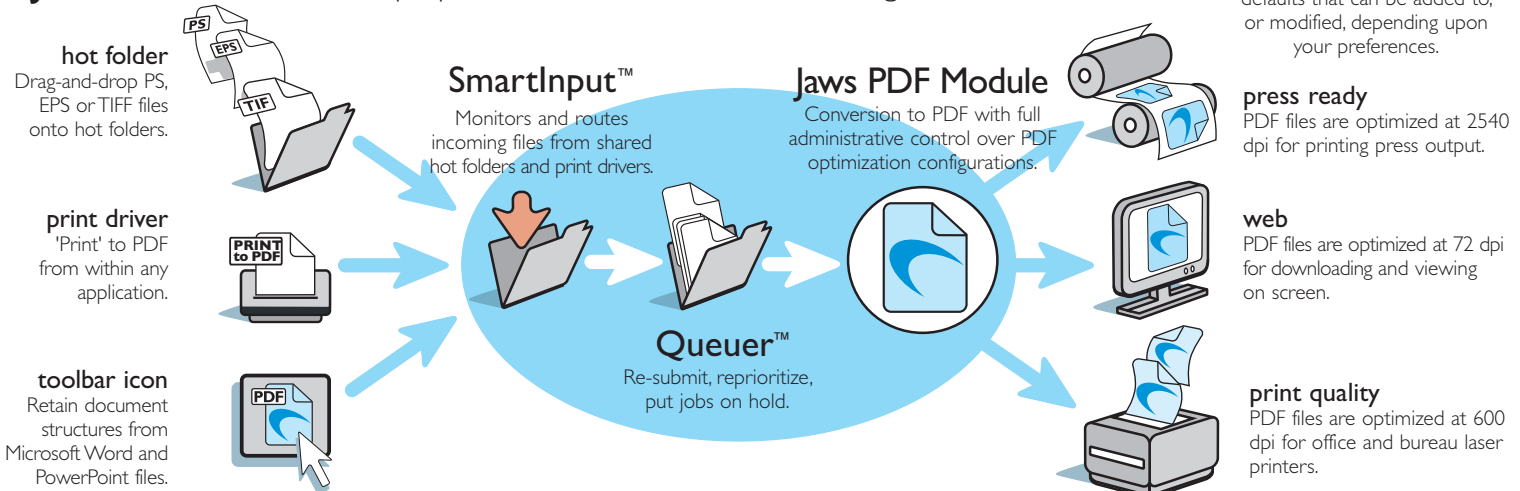 defaults that can be added to,
or modified, depending upon
your preferences.
PS
EPS
TIF
hot folder
Drag-and-drop PS,
EPS or TIFF files
onto hot folders.
SmartInput™
Monitors and routes
incoming files from shared
hot folders and print drivers.
Jaws PDF Module
Conversion to PDF with full
administrative control over PDF
optimization configurations.
press ready
PDF files are optimized at 2540
dpi for printing press output.
print driver
'Print' to PDF
from within any
application.
PRINT
to PDF
web
PDF files are optimized at 72 dpi
for downloading and viewing
on screen.
Queuer™
Re-submit, reprioritize,
put jobs on hold.
toolbar icon
Retain document
structures from
Microsoft Word and
PowerPoint files.
PDF
print quality
PDF files are optimized at 600
dpi for office and bureau laser
printers.